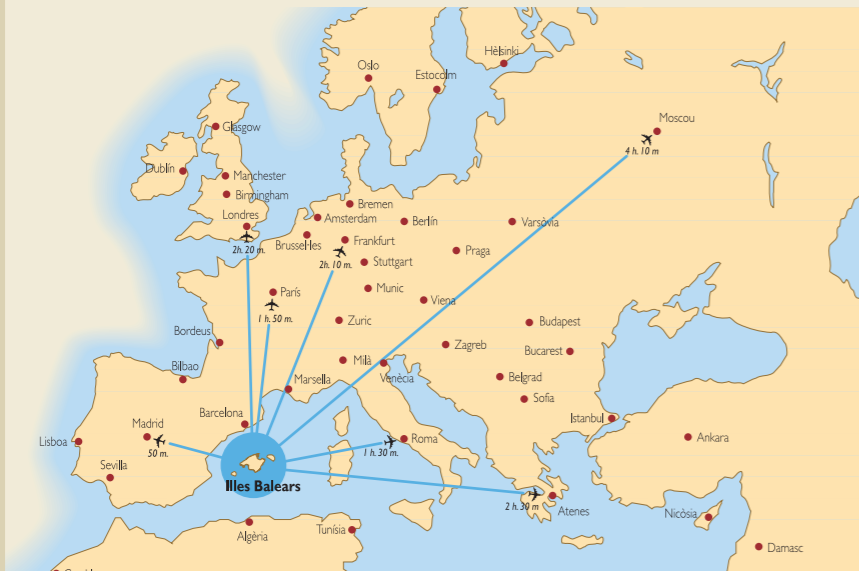 Oslo
Hèlsinki
Estocolm
Moscou
4 h. 10 m
Glasgow
Dublín
Manchester
Birmingham
Londres
2h. 20 m.
Bremen
Amsterdam
Berlín
Varsòvia
Brussel·les
Frankfurt
2h. 10 m.
Praga
Stuttgart
París
1 h. 50 m.
Munic
Viena
Zuric
Budapest
Bordeus
Zagreb
Bucarest
Milà
Venècia
Bilbao
Marsella
Belgrad
Sofia
Barcelona
Istanbul
Madrid
50 m.
Lisboa
Roma
1 h. 30 m.
Ankara
Sevilla
Illes Balears
2 h. 30 m
Atenes
Nicòsia
Algèria
Tunísia
Damasc